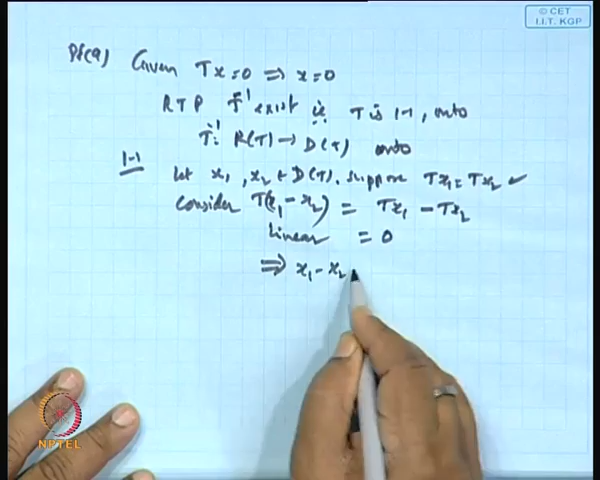 © CET
I.I.T. KGP
Pf(a) Given Tx=0 ⇒ x=0
RTP T⁻¹ exist ie T is 1-1, onto
T⁻¹: R(T) → D(T) onto
1-1 Let x₁, x₂ ∈ D(T). Suppose Tx₁=Tx₂ ✓
Consider T(x₁-x₂) = Tx₁ - Tx₂
linear = 0
⇒ x₁-x₂
NPTEL